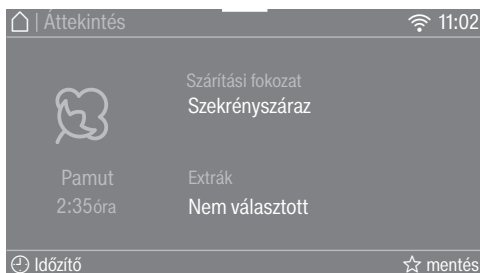 | Áttekintés 11:02
Szárítási fokozat
Szekrényszáraz
Pamut
2:35óra
Extrák
Nem választott
Időzítő mentés